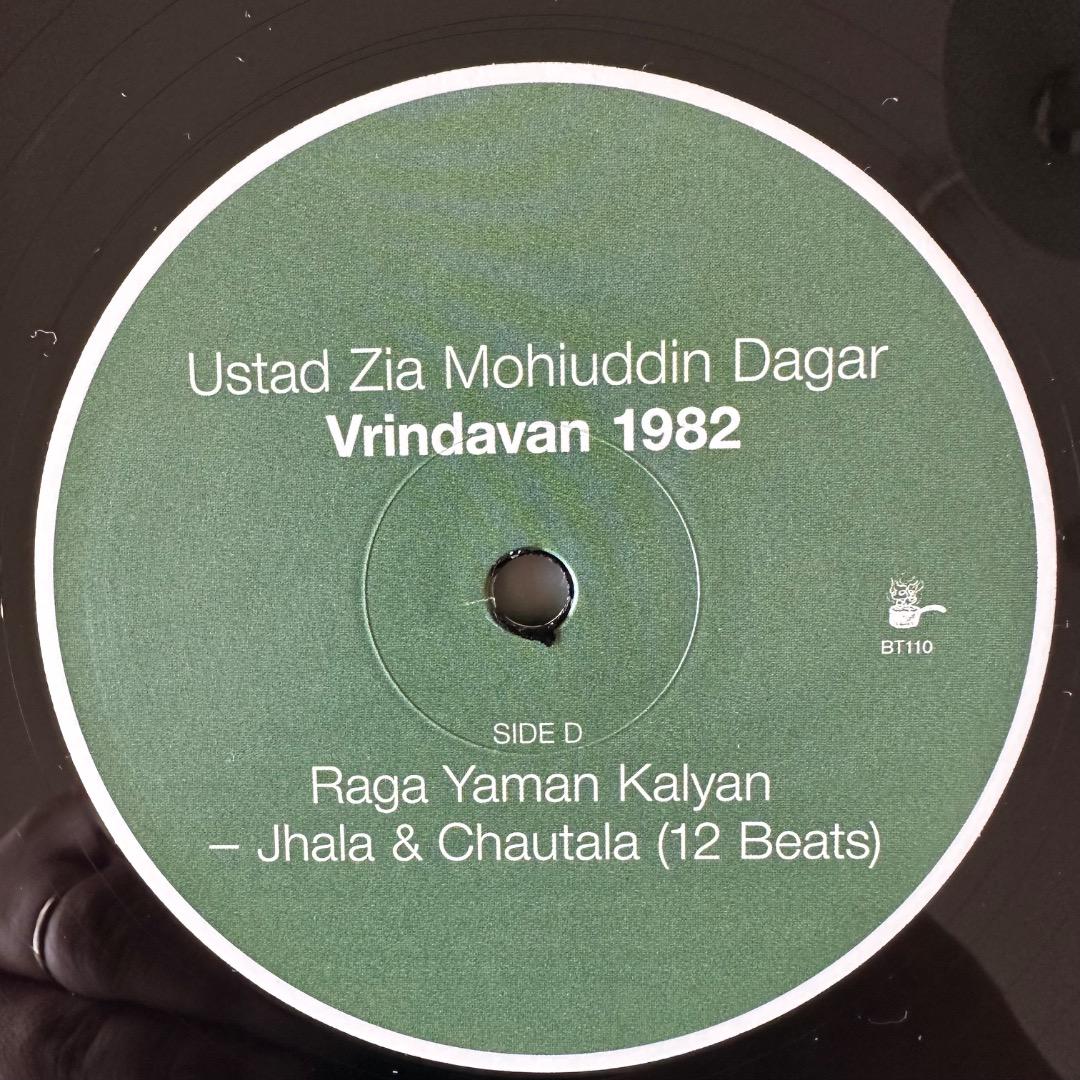 Ustad Zia Mohiuddin Dagar
Vrindavan 1982
BT110
SIDE D
Raga Yaman Kalyan
– Jhala & Chautala (12 Beats)